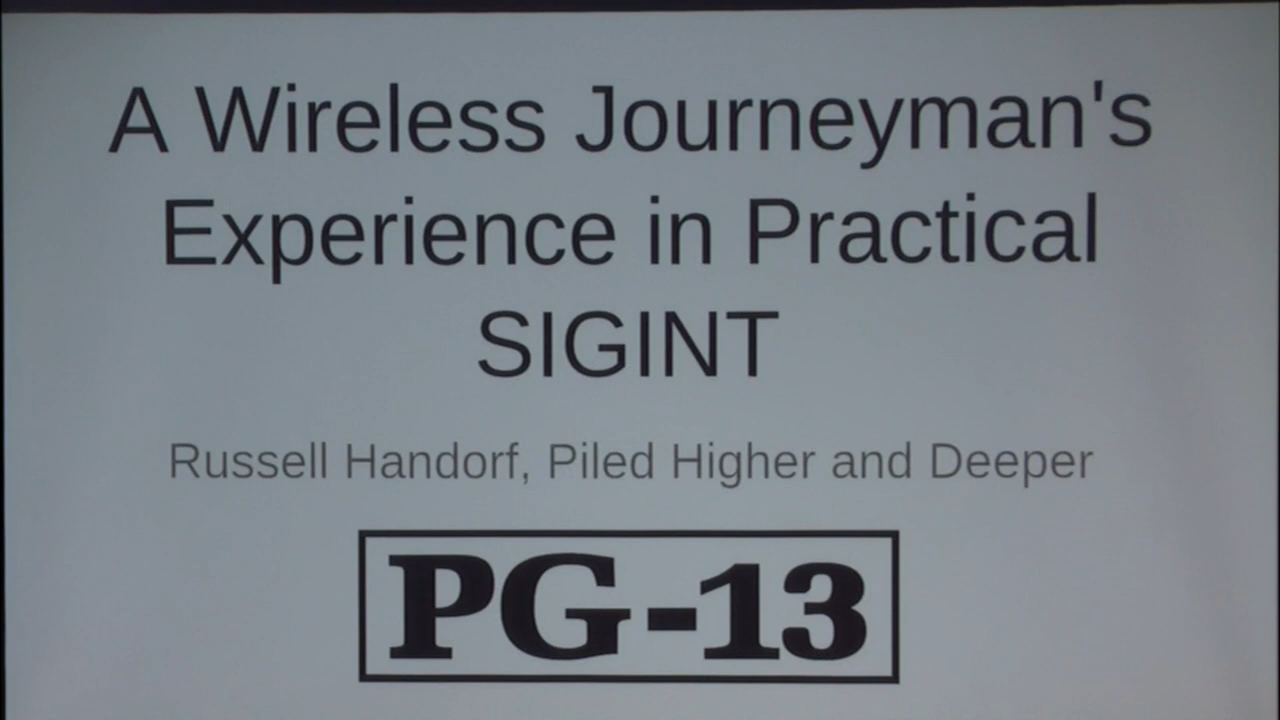 A Wireless Journeyman's
Experience in Practical
SIGINT
Russell Handorf, Piled Higher and Deeper
PG-13